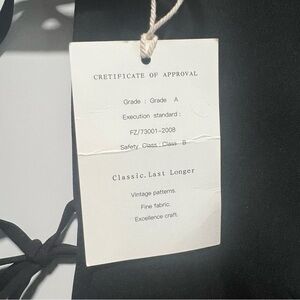 CRETIFICATE OF APPROVAL
Grade : Grade A
Execution standard :
FZ/73001-2008
Safety Class : Class B
Classic. Last Longer
Vintage patterns.
Fine fabric.
Excellence craft.